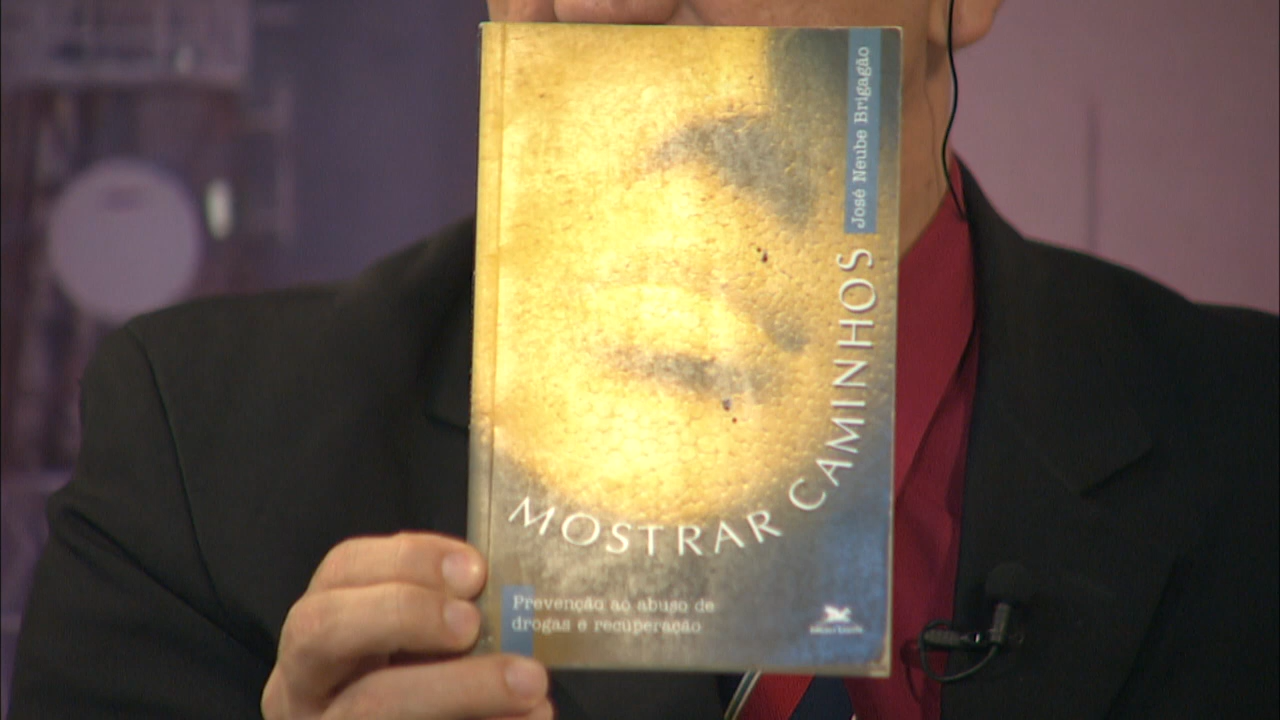 José Neube Brigagão
MOSTRAR CAMINHOS
Prevenção ao abuso de
drogas e recuperação